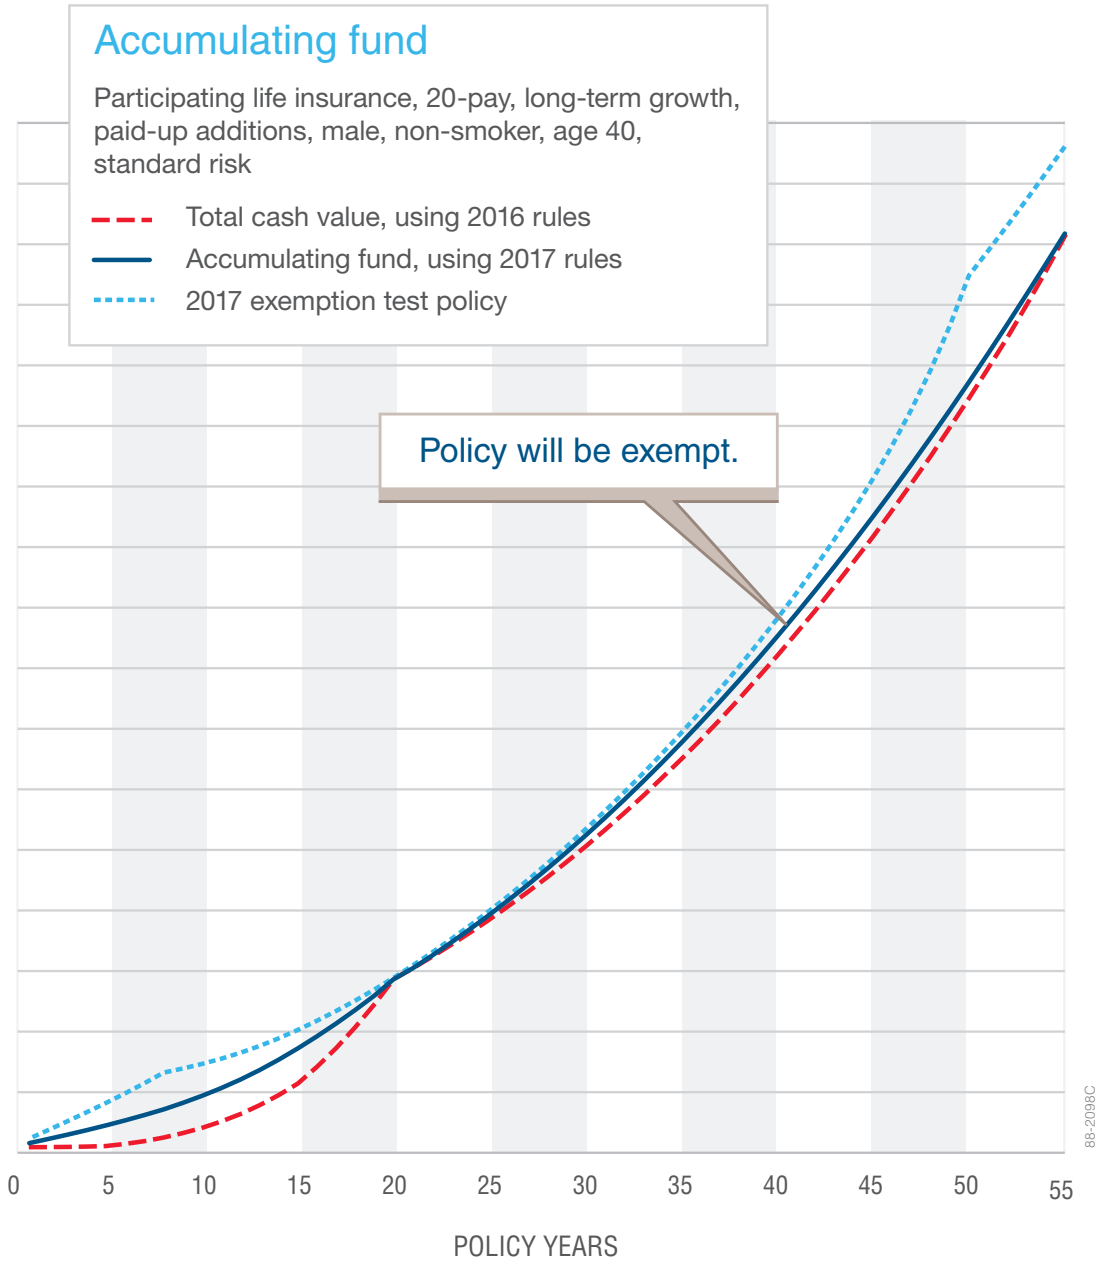 Accumulating fund
Participating life insurance, 20-pay, long-term growth,
paid-up additions, male, non-smoker, age 40,
standard risk
Total cash value, using 2016 rules
Accumulating fund, using 2017 rules
2017 exemption test policy
Policy will be exempt.
88-2098C
0 5 10 15 20 25 30 35 40 45 50 55
POLICY YEARS